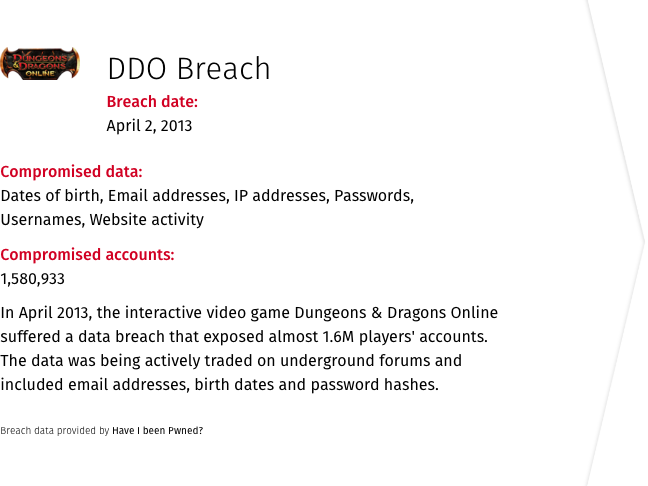 DUNGEONS
& DRAGONS
ONLINE
DDO Breach
Breach date:
April 2, 2013
Compromised data:
Dates of birth, Email addresses, IP addresses, Passwords,
Usernames, Website activity
Compromised accounts:
1,580,933
In April 2013, the interactive video game Dungeons & Dragons Online
suffered a data breach that exposed almost 1.6M players' accounts.
The data was being actively traded on underground forums and
included email addresses, birth dates and password hashes.
Breach data provided by Have I been Pwned?